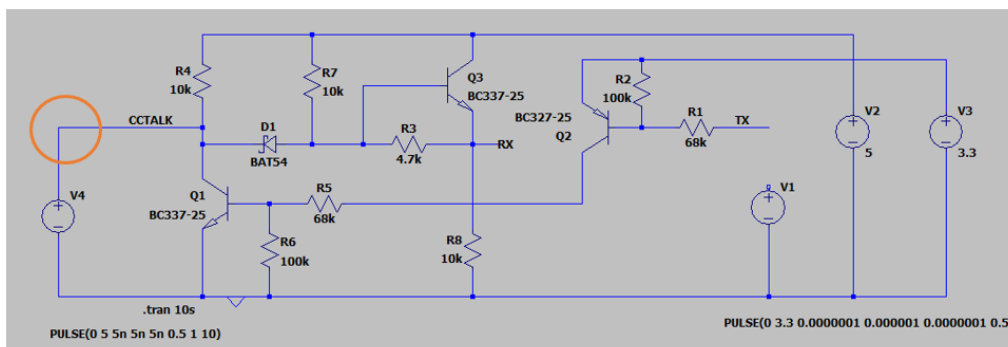 R4
10k
R7
10k
Q3
BC337-25
R2
100k
BC327-25
Q2
R1
68k
TX
V2
5
V3
3.3
CCTALK
D1
BAT54
R3
4.7k
RX
V4
Q1
BC337-25
R5
68k
V1
R6
100k
R8
10k
.tran 10s
PULSE(0 5 5n 5n 5n 0.5 1 10)
PULSE(0 3.3 0.0000001 0.000001 0.0000001 0.5